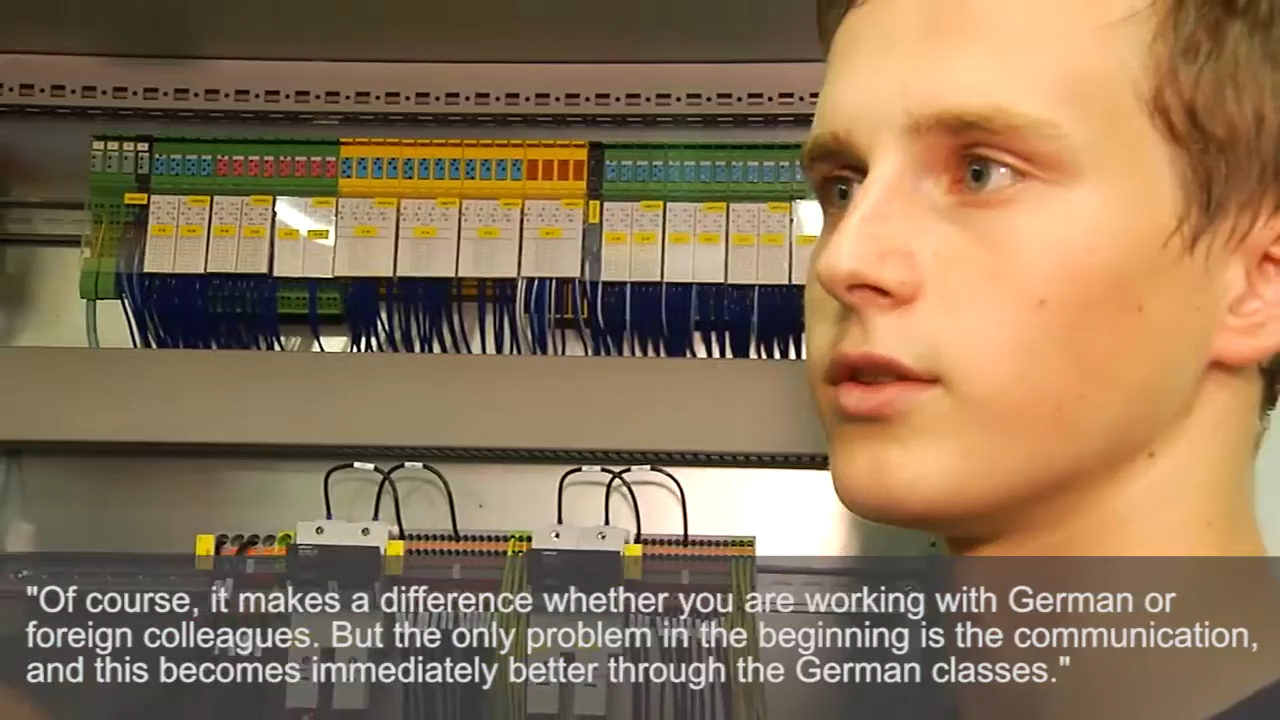 "Of course, it makes a difference whether you are working with German or
foreign colleagues. But the only problem in the beginning is the communication,
and this becomes immediately better through the German classes."